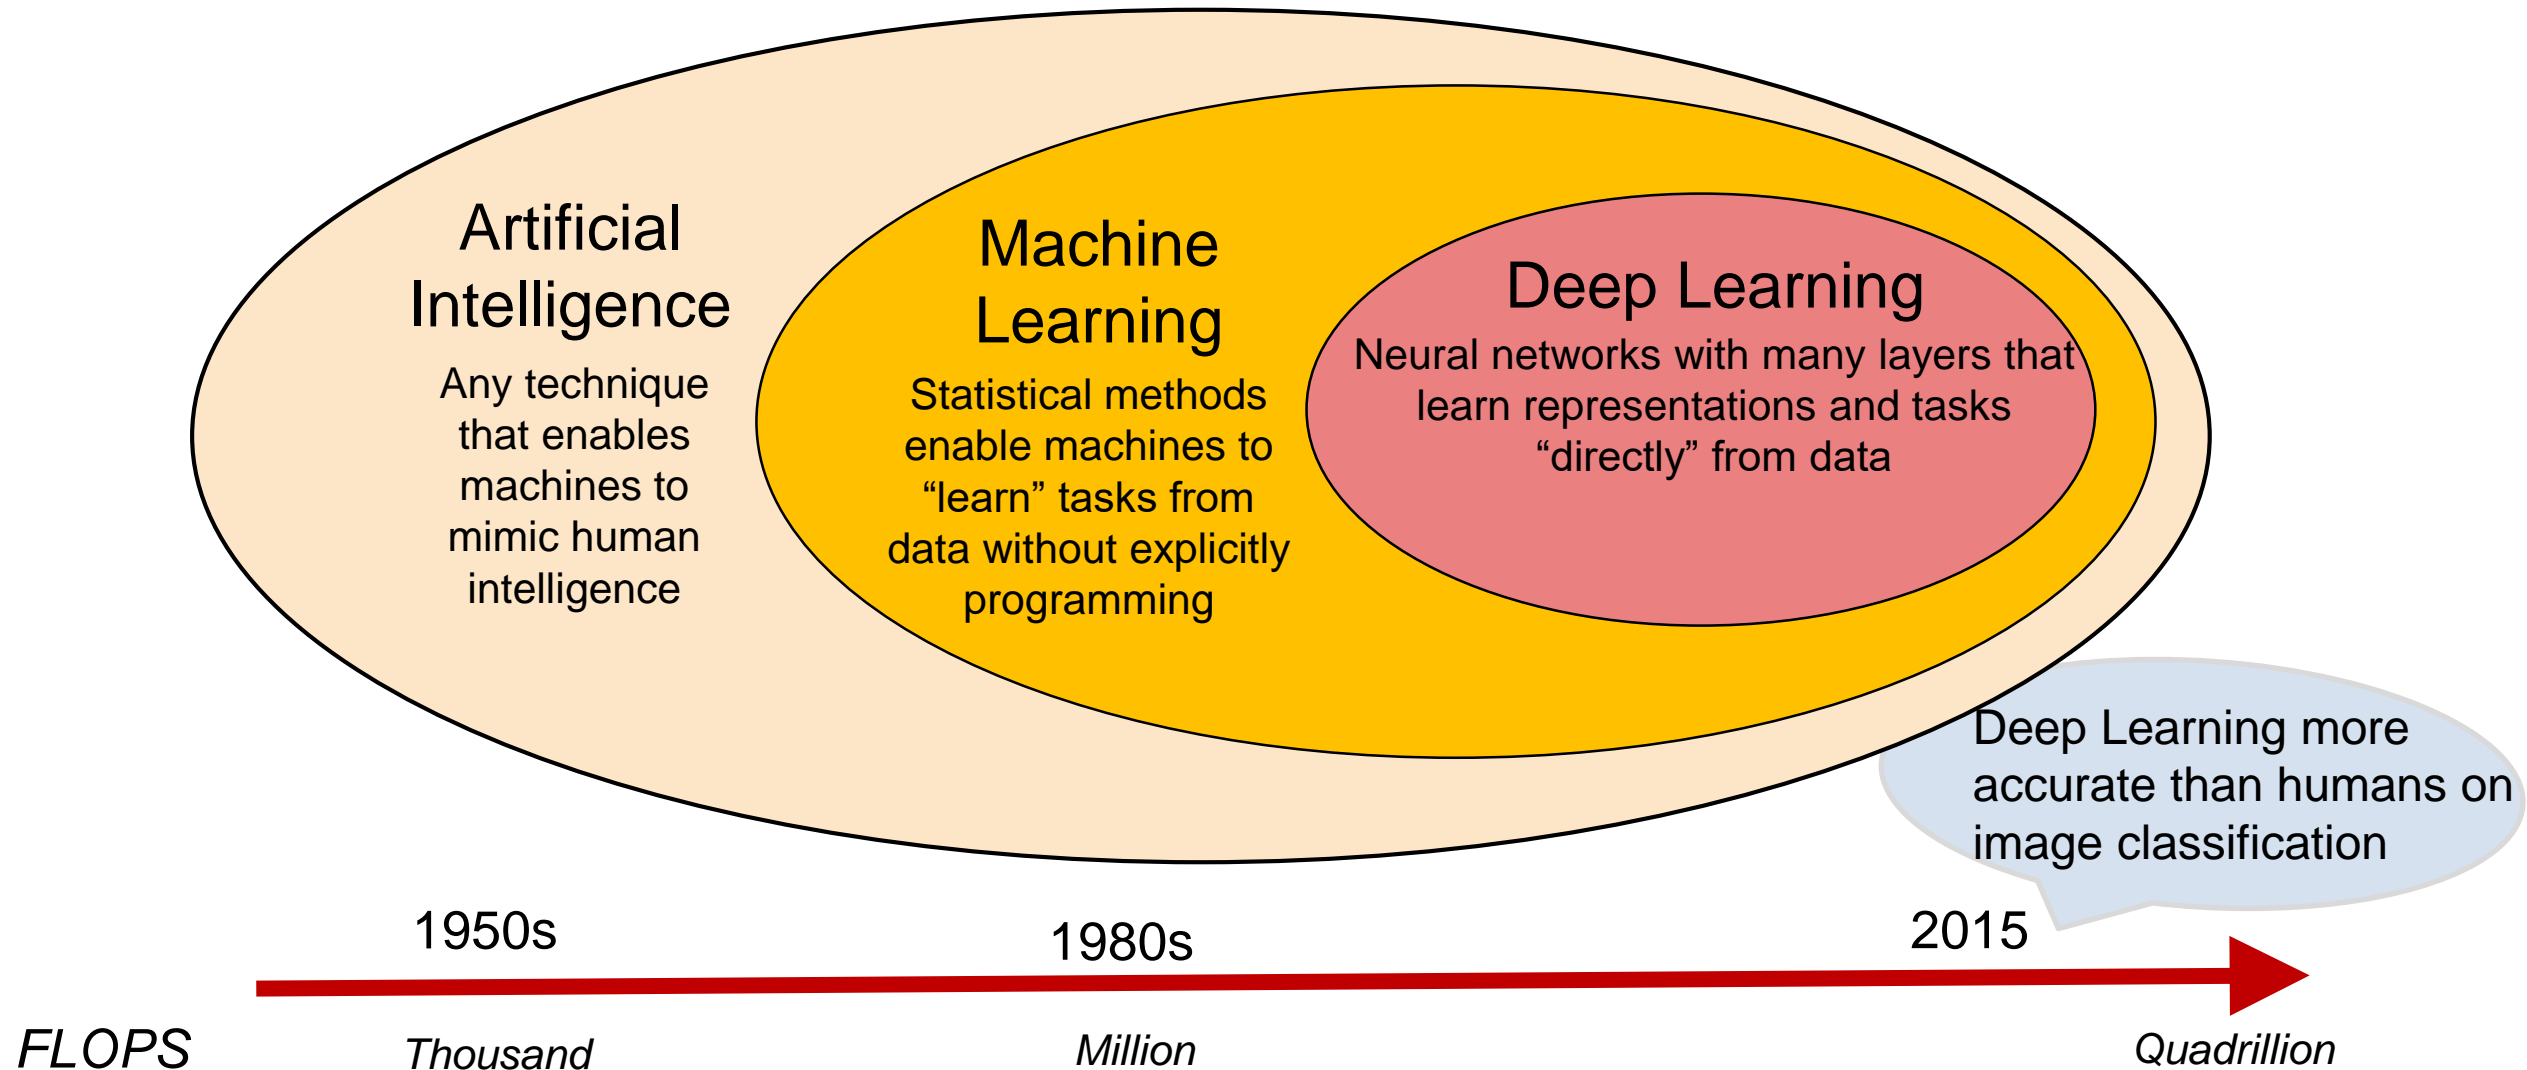 Artificial
Intelligence
Any technique
that enables
machines to
mimic human
intelligence
Machine
Learning
Statistical methods
enable machines to
“learn” tasks from
data without explicitly
programming
Deep Learning
Neural networks with many layers that
learn representations and tasks
“directly” from data
Deep Learning more
accurate than humans on
image classification
1950s
1980s
2015
FLOPS
Thousand
Million
Quadrillion